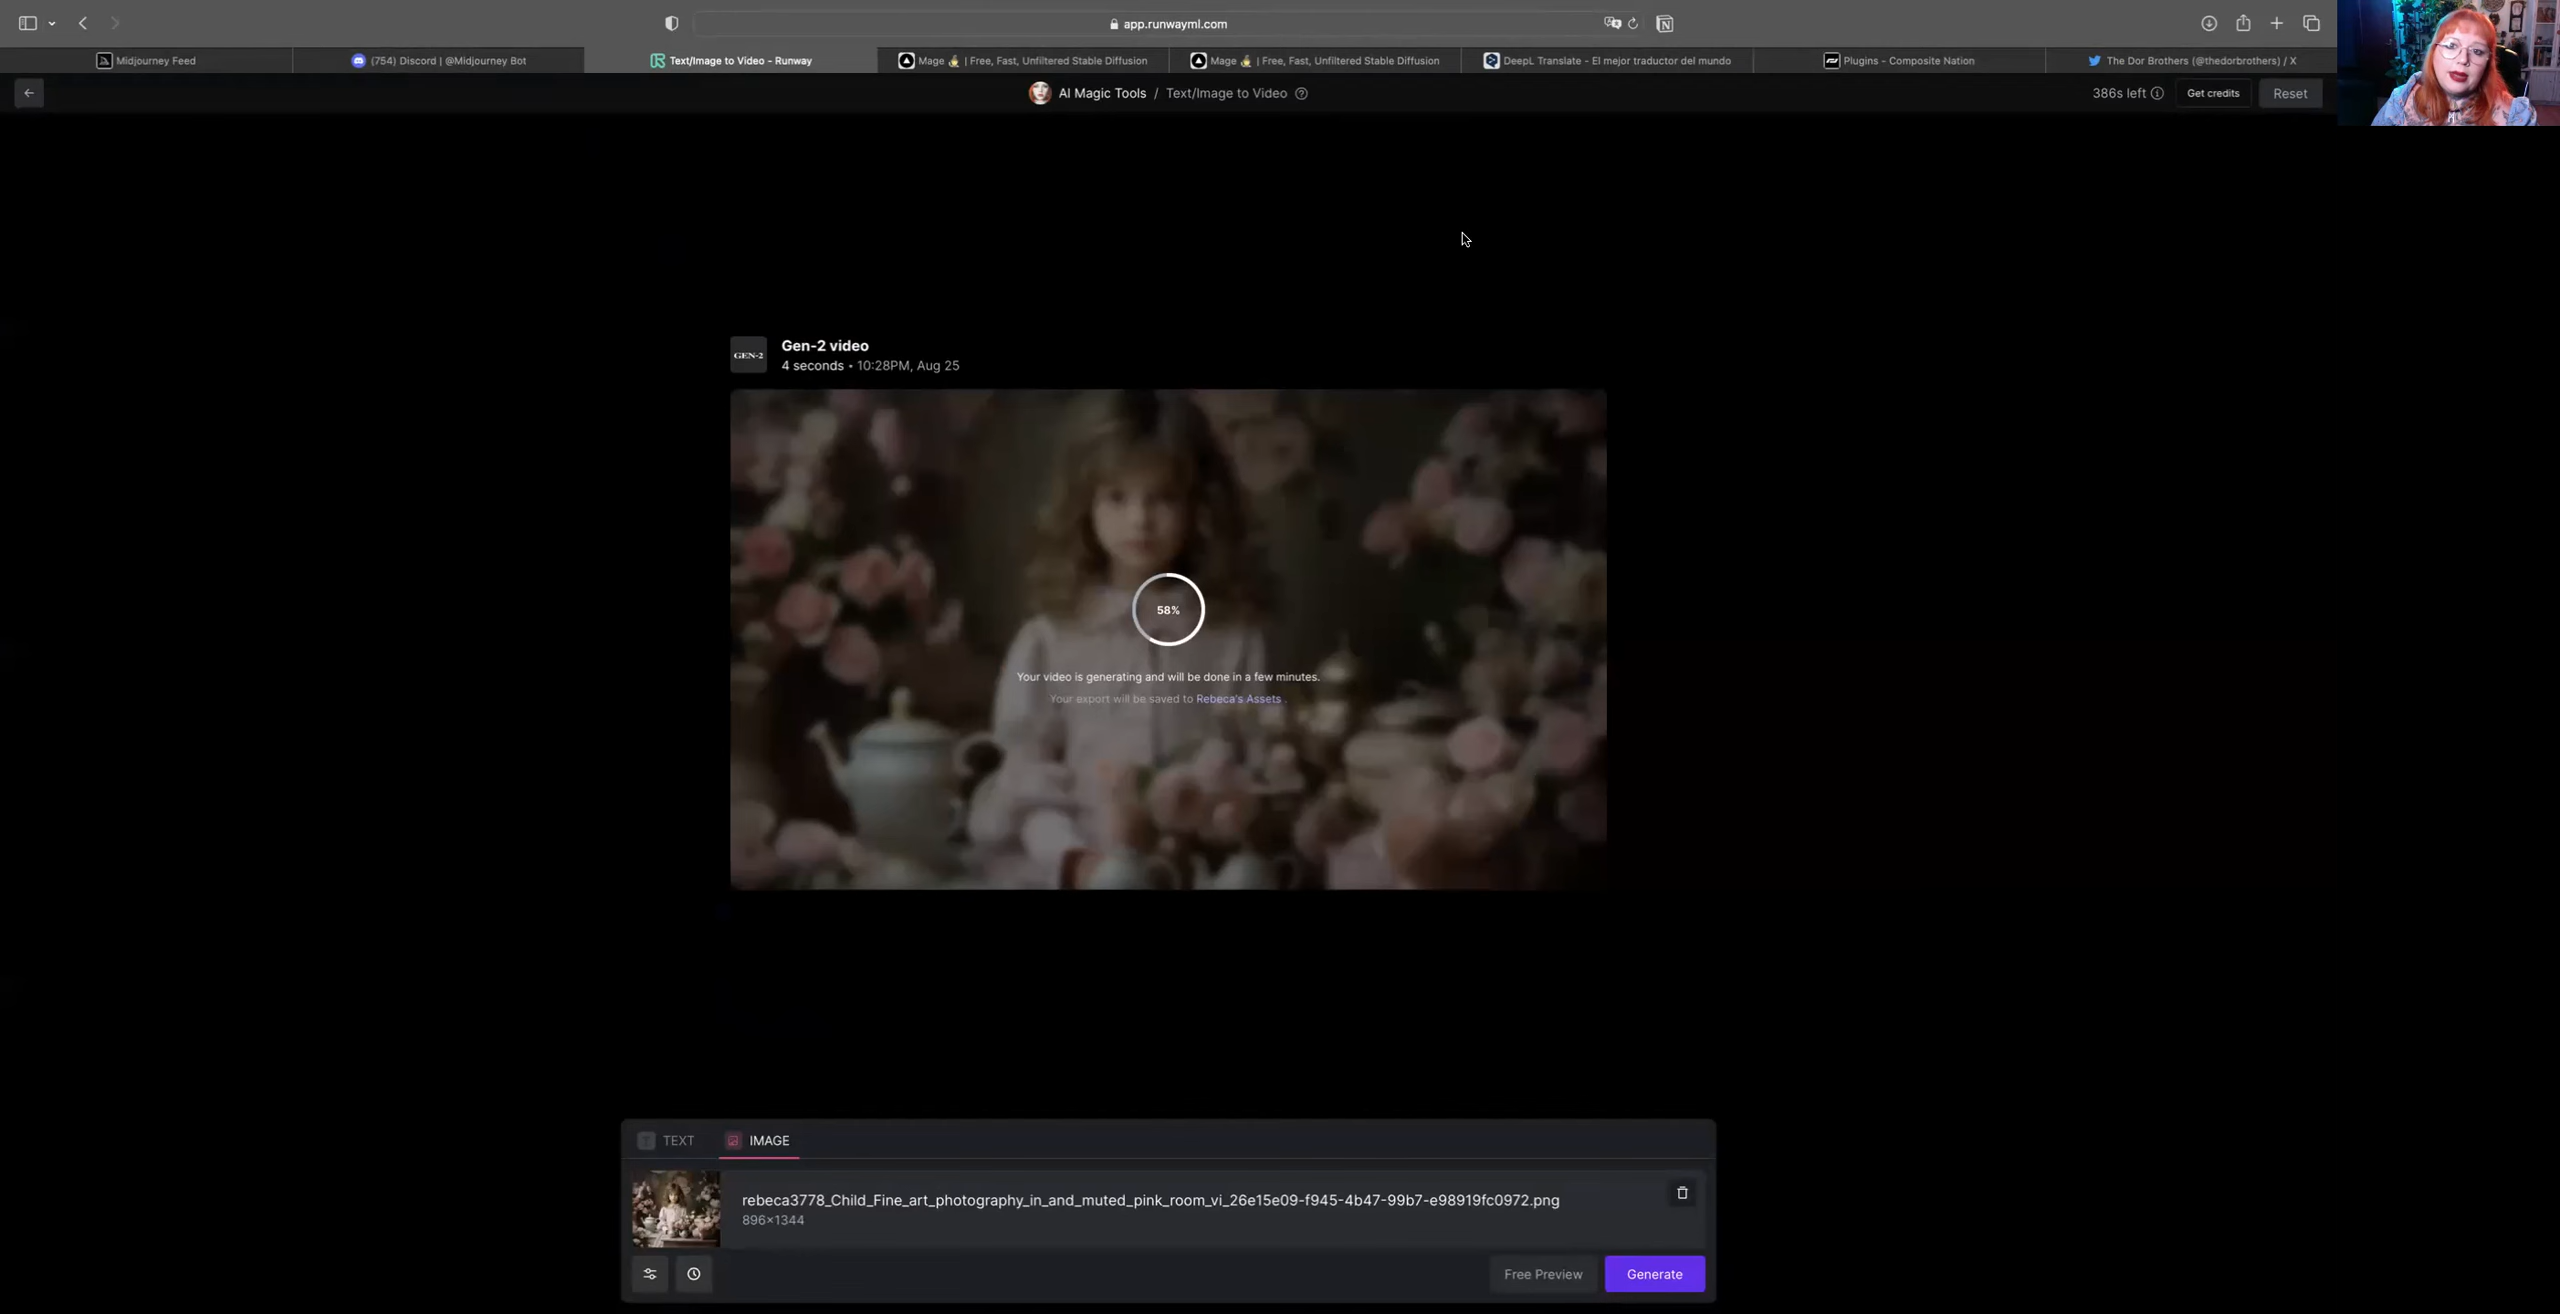 app.runwayml.com
Midjourney Feed
(754) Discord | @Midjourney Bot
Text/Image to Video - Runway
Mage | Free, Fast, Unfiltered Stable Diffusion
Mage | Free, Fast, Unfiltered Stable Diffusion
DeepL Translate - El mejor traductor del mundo
Plugins - Composite Nation
The Dor Brothers (@thedorbrothers) / X
AI Magic Tools / Text/Image to Video
386s left
Get credits
Reset
GEN-2
Gen-2 video
4 seconds • 10:28PM, Aug 25
58%
Your video is generating and will be done in a few minutes.
Your export will be saved to Rebeca's Assets .
TEXT
IMAGE
rebeca3778_Child_Fine_art_photography_in_and_muted_pink_room_vi_26e15e09-f945-4b47-99b7-e98919fc0972.png
896×1344
Free Preview
Generate